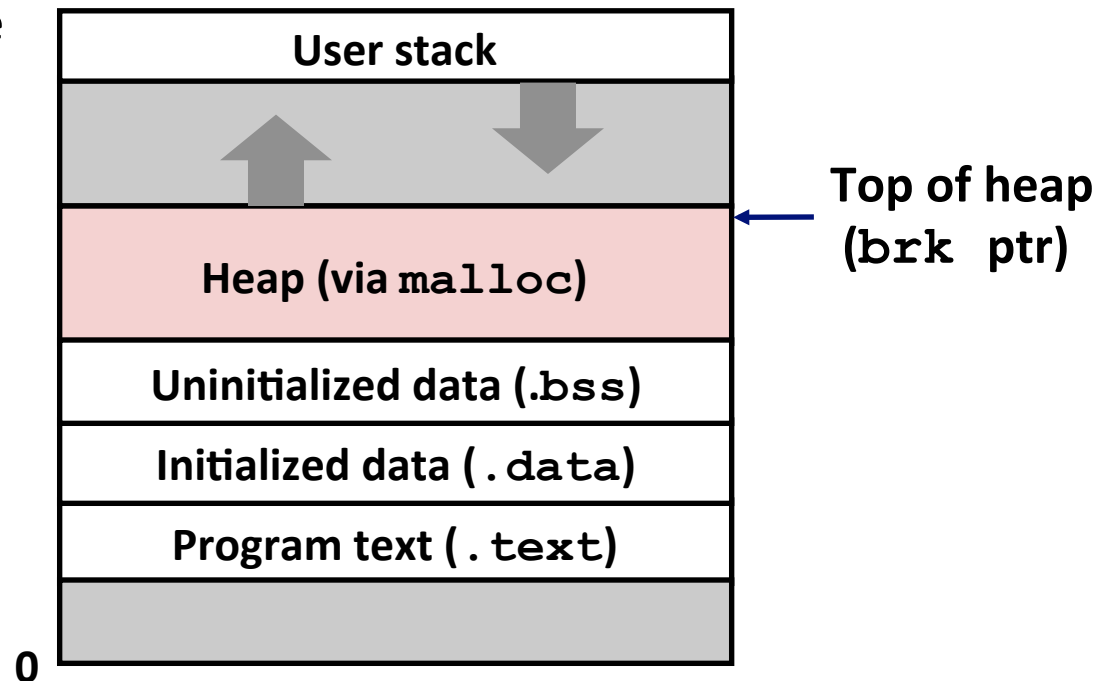 e
User stack
Top of heap
(brk ptr)
Heap (via malloc)
Uninitialized data (.bss)
Initialized data (.data)
Program text (.text)
0